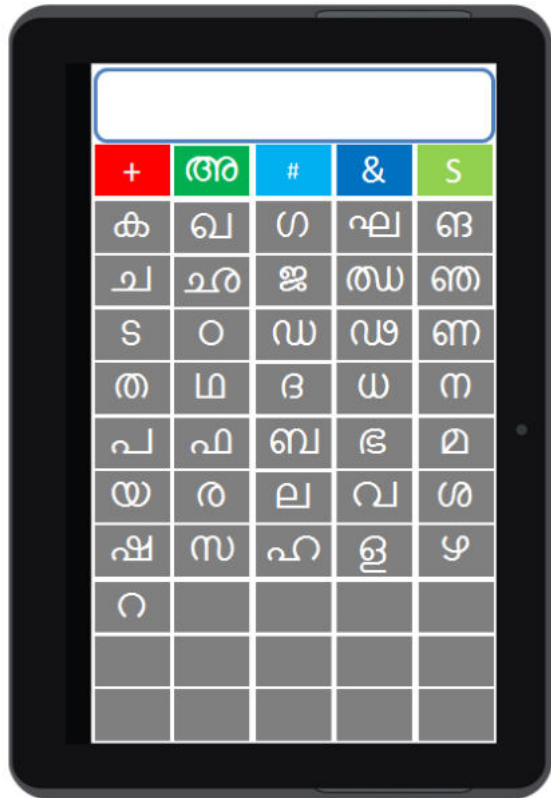 + അ # & S
ക ഖ ഗ ഘ ങ
ച ഛ ജ ഝ ഞ
ട ഠ ഡ ഢ ണ
ത ഥ ദ ധ ന
പ ഫ ബ ഭ മ
യ ര ല വ ശ
ഷ സ ഹ ള ഴ
റ